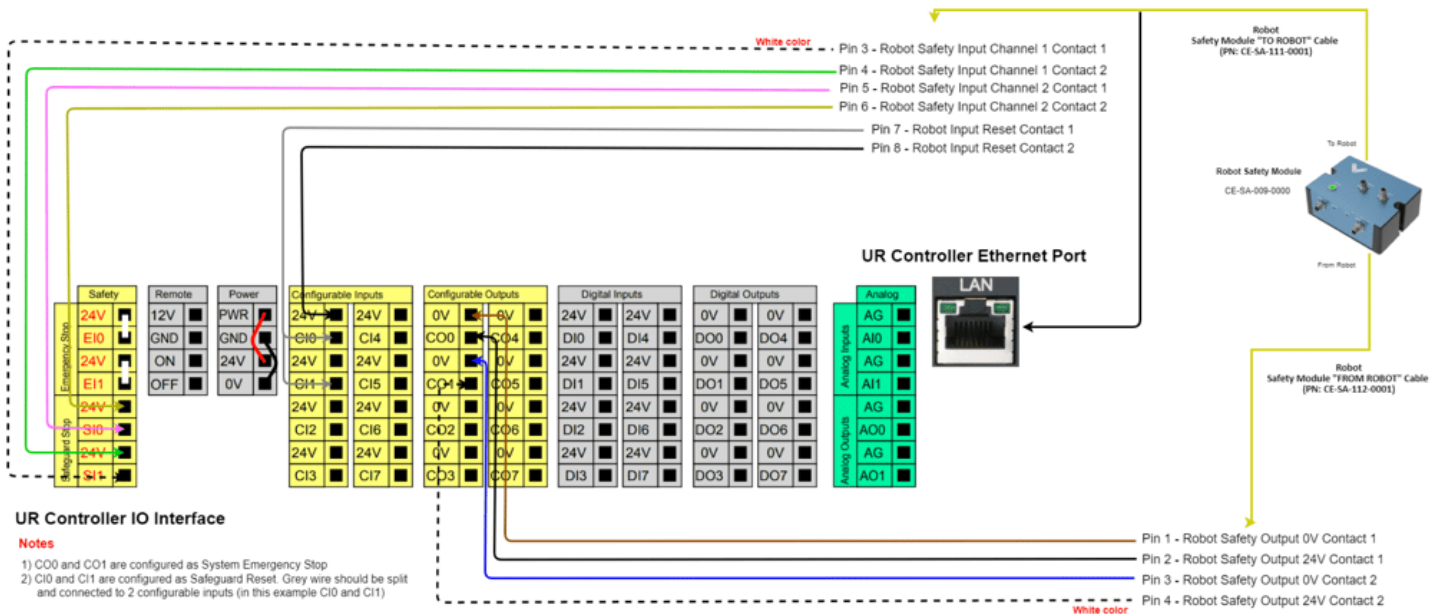 White color
Pin 3 - Robot Safety Input Channel 1 Contact 1
Pin 4 - Robot Safety Input Channel 1 Contact 2
Pin 5 - Robot Safety Input Channel 2 Contact 1
Pin 6 - Robot Safety Input Channel 2 Contact 2
Pin 7 - Robot Input Reset Contact 1
Pin 8 - Robot Input Reset Contact 2
Robot
Safety Module "TO ROBOT" Cable
(PN: CE-SA-111-0001)
To Robot
Robot Safety Module
CE-SA-009-0000
From Robot
Robot
Safety Module "FROM ROBOT" Cable
(PN: CE-SA-112-0001)
UR Controller Ethernet Port
LAN
Safety
Emergency Stop
24V
EI0
24V
EI1
Safeguard Stop
24V
SI0
24V
SI1
Remote
12V
GND
ON
OFF
Power
PWR
GND
24V
0V
Configurable Inputs
24V 24V
CI0 CI4
24V 24V
CI1 CI5
24V 24V
CI2 CI6
24V 24V
CI3 CI7
Configurable Outputs
0V 0V
CO0 CO4
0V 0V
CO1 CO5
0V 0V
CO2 CO6
0V 0V
CO3 CO7
Digital Inputs
24V 24V
DI0 DI4
24V 24V
DI1 DI5
24V 24V
DI2 DI6
24V 24V
DI3 DI7
Digital Outputs
0V 0V
DO0 DO4
0V 0V
DO1 DO5
0V 0V
DO2 DO6
0V 0V
DO3 DO7
Analog
Analog Inputs
AG
AI0
AG
AI1
Analog Outputs
AG
AO0
AG
AO1
UR Controller IO Interface
Notes
1) CO0 and CO1 are configured as System Emergency Stop
2) CI0 and CI1 are configured as Safeguard Reset. Grey wire should be split
and connected to 2 configurable inputs (in this example CI0 and CI1)
Pin 1 - Robot Safety Output 0V Contact 1
Pin 2 - Robot Safety Output 24V Contact 1
Pin 3 - Robot Safety Output 0V Contact 2
Pin 4 - Robot Safety Output 24V Contact 2
White color